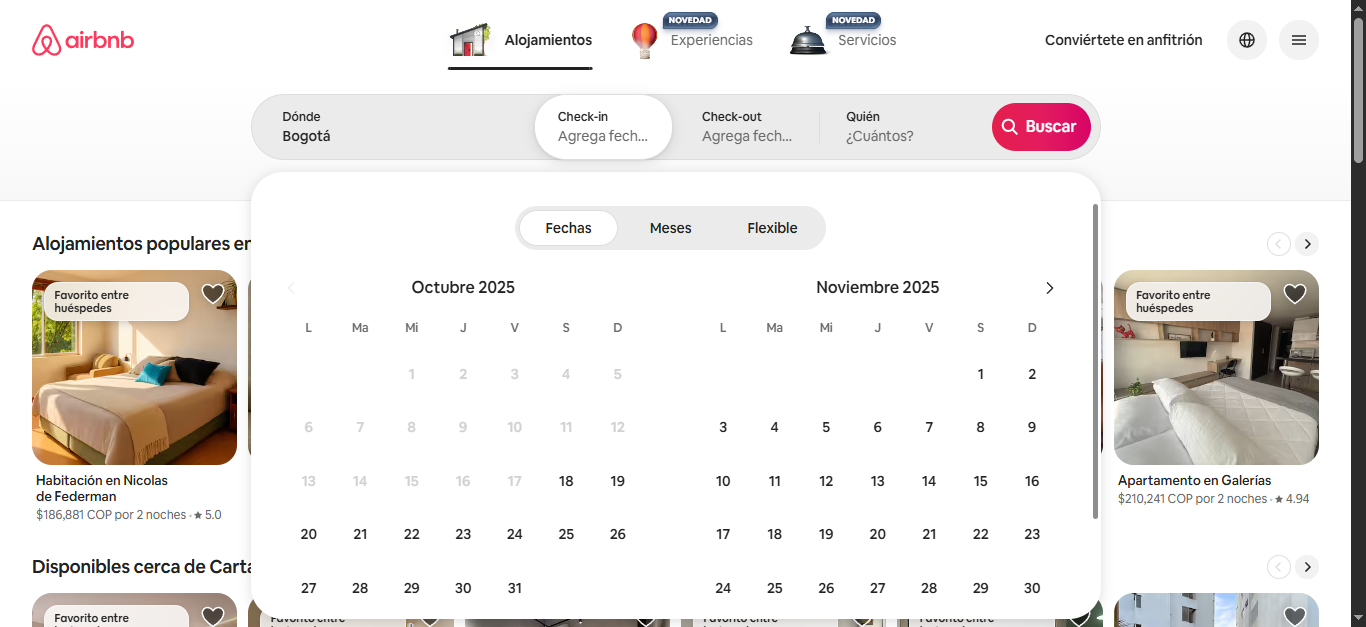 airbnb
Alojamientos
NOVEDAD
Experiencias
NOVEDAD
Servicios
Conviértete en anfitrión
Dónde
Bogotá
Check-in
Agrega fech...
Check-out
Agrega fech...
Quién
¿Cuántos?
Buscar
Fechas
Meses
Flexible
Octubre 2025
L Ma Mi J V S D
1 2 3 4 5
6 7 8 9 10 11 12
13 14 15 16 17 18 19
20 21 22 23 24 25 26
27 28 29 30 31
Noviembre 2025
L Ma Mi J V S D
1 2
3 4 5 6 7 8 9
10 11 12 13 14 15 16
17 18 19 20 21 22 23
24 25 26 27 28 29 30
Alojamientos populares en
Favorito entre
huéspedes
Habitación en Nicolas
de Federman
$186,881 COP por 2 noches · ★ 5.0
Favorito entre
huéspedes
Apartamento en Galerías
$210,241 COP por 2 noches · ★ 4.94
Disponibles cerca de Carta
Favorito entre
Favorito entre
Favorito entre
Favorito entre